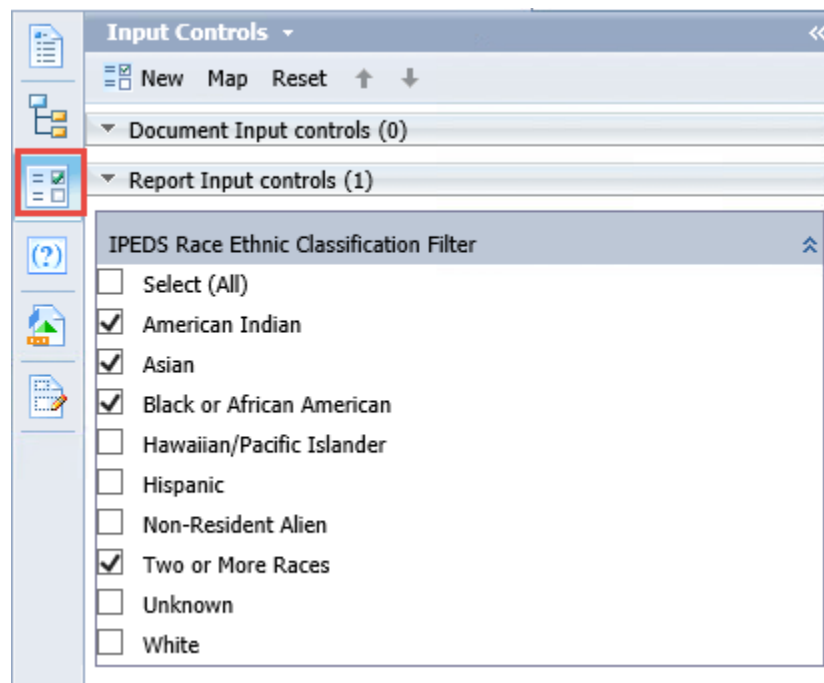 Input Controls
New Map Reset
Document Input controls (0)
Report Input controls (1)
IPEDS Race Ethnic Classification Filter
Select (All)
American Indian
Asian
Black or African American
Hawaiian/Pacific Islander
Hispanic
Non-Resident Alien
Two or More Races
Unknown
White
(?)